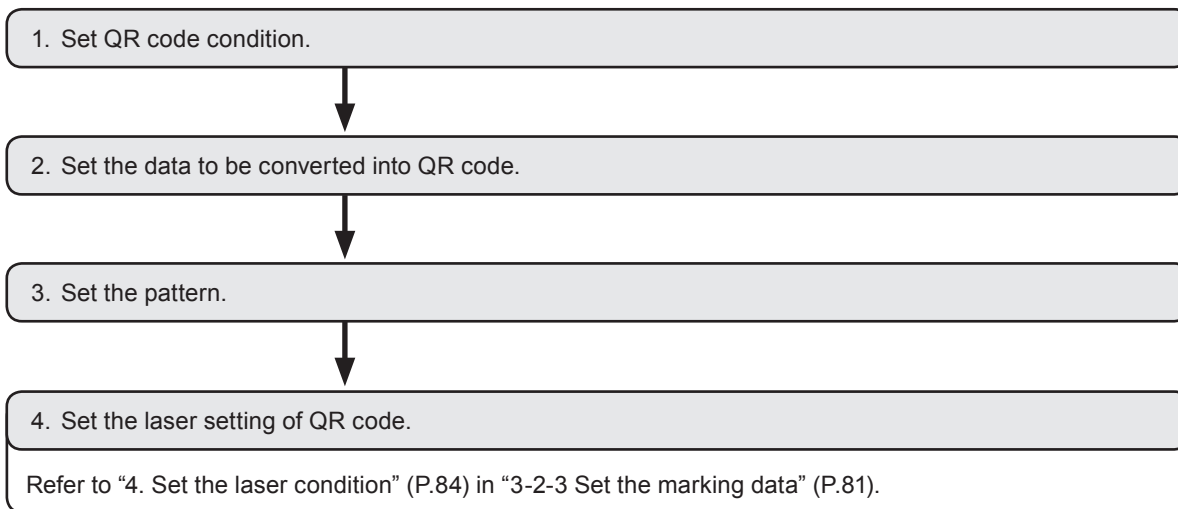 1. Set QR code condition.
2. Set the data to be converted into QR code.
3. Set the pattern.
4. Set the laser setting of QR code.
Refer to “4. Set the laser condition” (P.84) in “3-2-3 Set the marking data” (P.81).